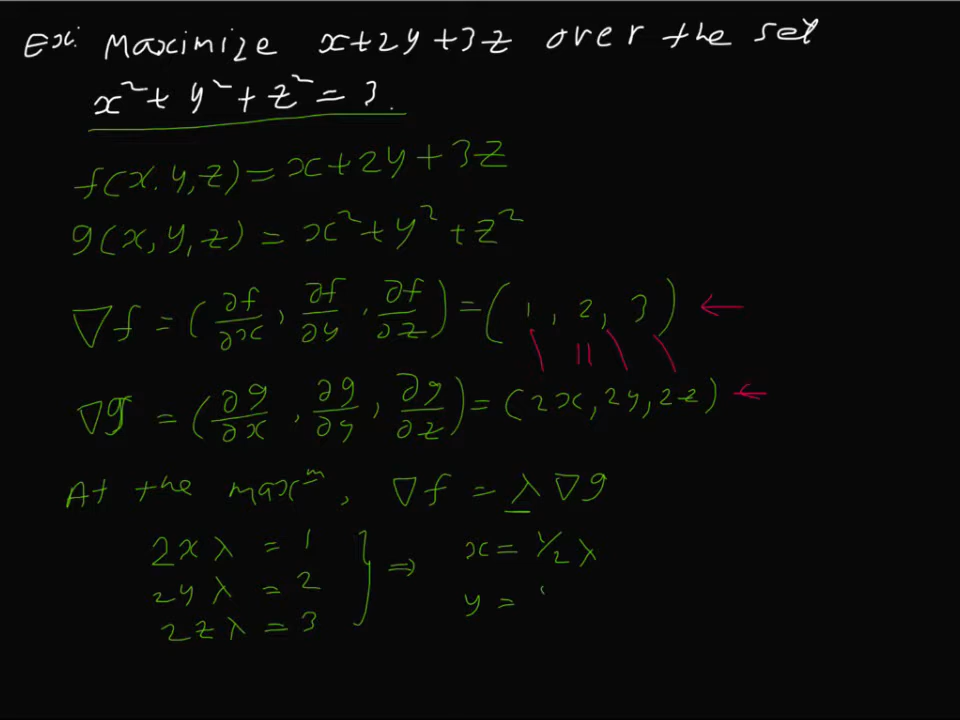 Ex: Maximize x+2y+3z over the set
x²+y²+z²=3.
f(x,y,z)=x+2y+3z
g(x,y,z)=x²+y²+z²
∇f=(∂f/∂x, ∂f/∂y, ∂f/∂z)=(1,2,3) ←
∇g=(∂g/∂x, ∂g/∂y, ∂g/∂z)=(2x,2y,2z) ←
At the maxᵐ, ∇f=λ∇g
2xλ=1 } ⇒ x=1/2λ
2yλ=2 y=
2zλ=3